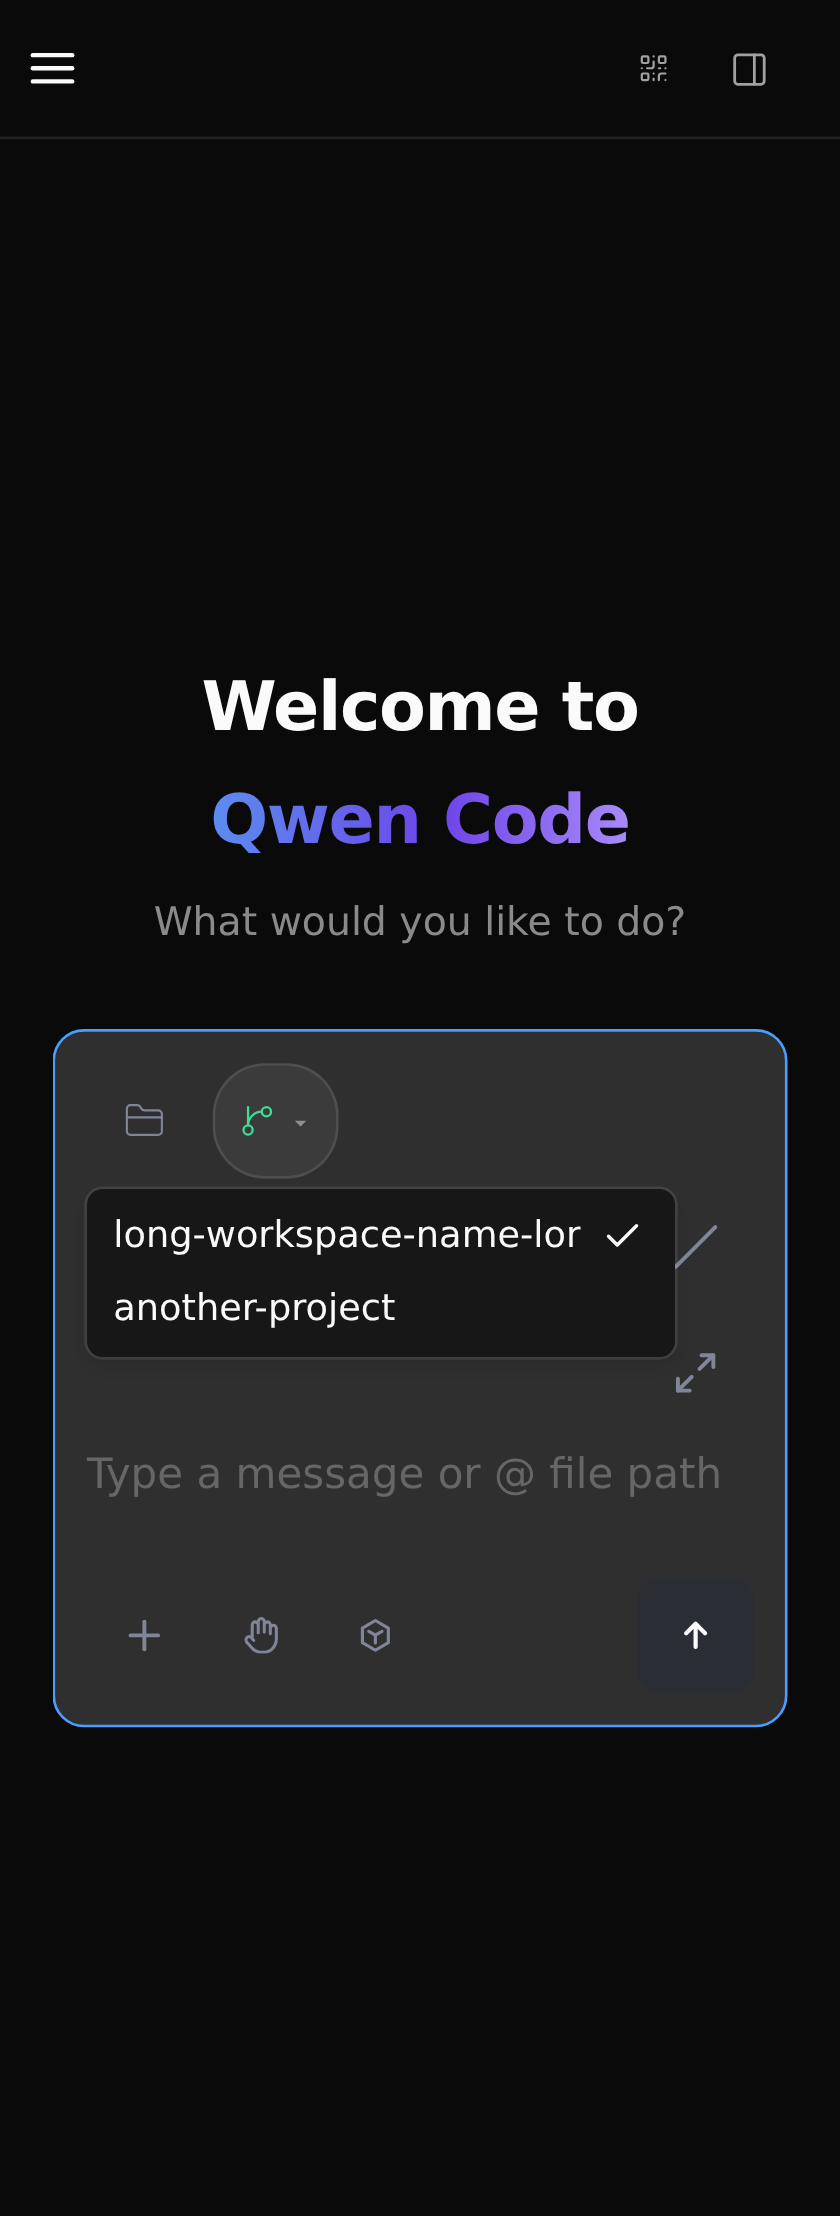 Welcome to
Qwen Code
What would you like to do?
long-workspace-name-lor
another-project
Type a message or @ file path